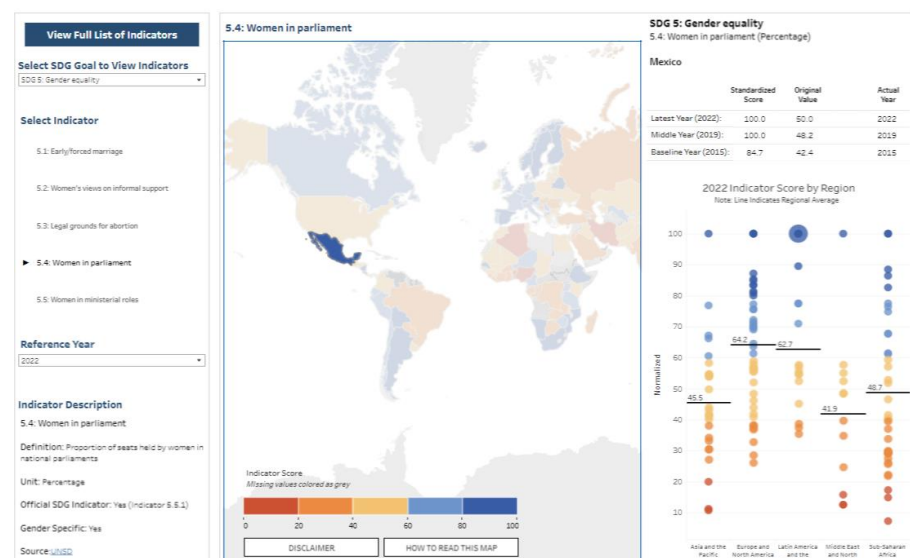 View Full List of Indicators
Select SDG Goal to View Indicators
SDG 5: Gender equality
Select Indicator
5.1: Early/forced marriage
5.2: Women's views on informal support
5.3: Legal grounds for abortion
5.4: Women in parliament
5.5: Women in ministerial roles
Reference Year
2022
Indicator Description
5.4: Women in parliament
Definition: Proportion of seats held by women in
national parliaments
Unit: Percentage
Official SDG Indicator: Yes (Indicator 5.5.1)
Gender Specific: Yes
Source:UNSD
5.4: Women in parliament
Indicator Score
Missing values colored as grey
0 20 40 60 80 100
DISCLAIMER
HOW TO READ THIS MAP
SDG 5: Gender equality
5.4: Women in parliament (Percentage)
Mexico
Standardized Score Original Value Actual Year
Latest Year (2022): 100.0 50.0 2022
Middle Year (2019): 100.0 48.2 2019
Baseline Year (2015): 84.7 42.4 2015
2022 Indicator Score by Region
Note: Line Indicates Regional Average
Normalized
100
90
80
70
60
50
40
30
20
10
45.5
64.2
62.7
41.9
48.7
Asia and the
Pacific
Europe and
North America
Latin America
and the
Middle East
and North
Sub-Saharan
Africa